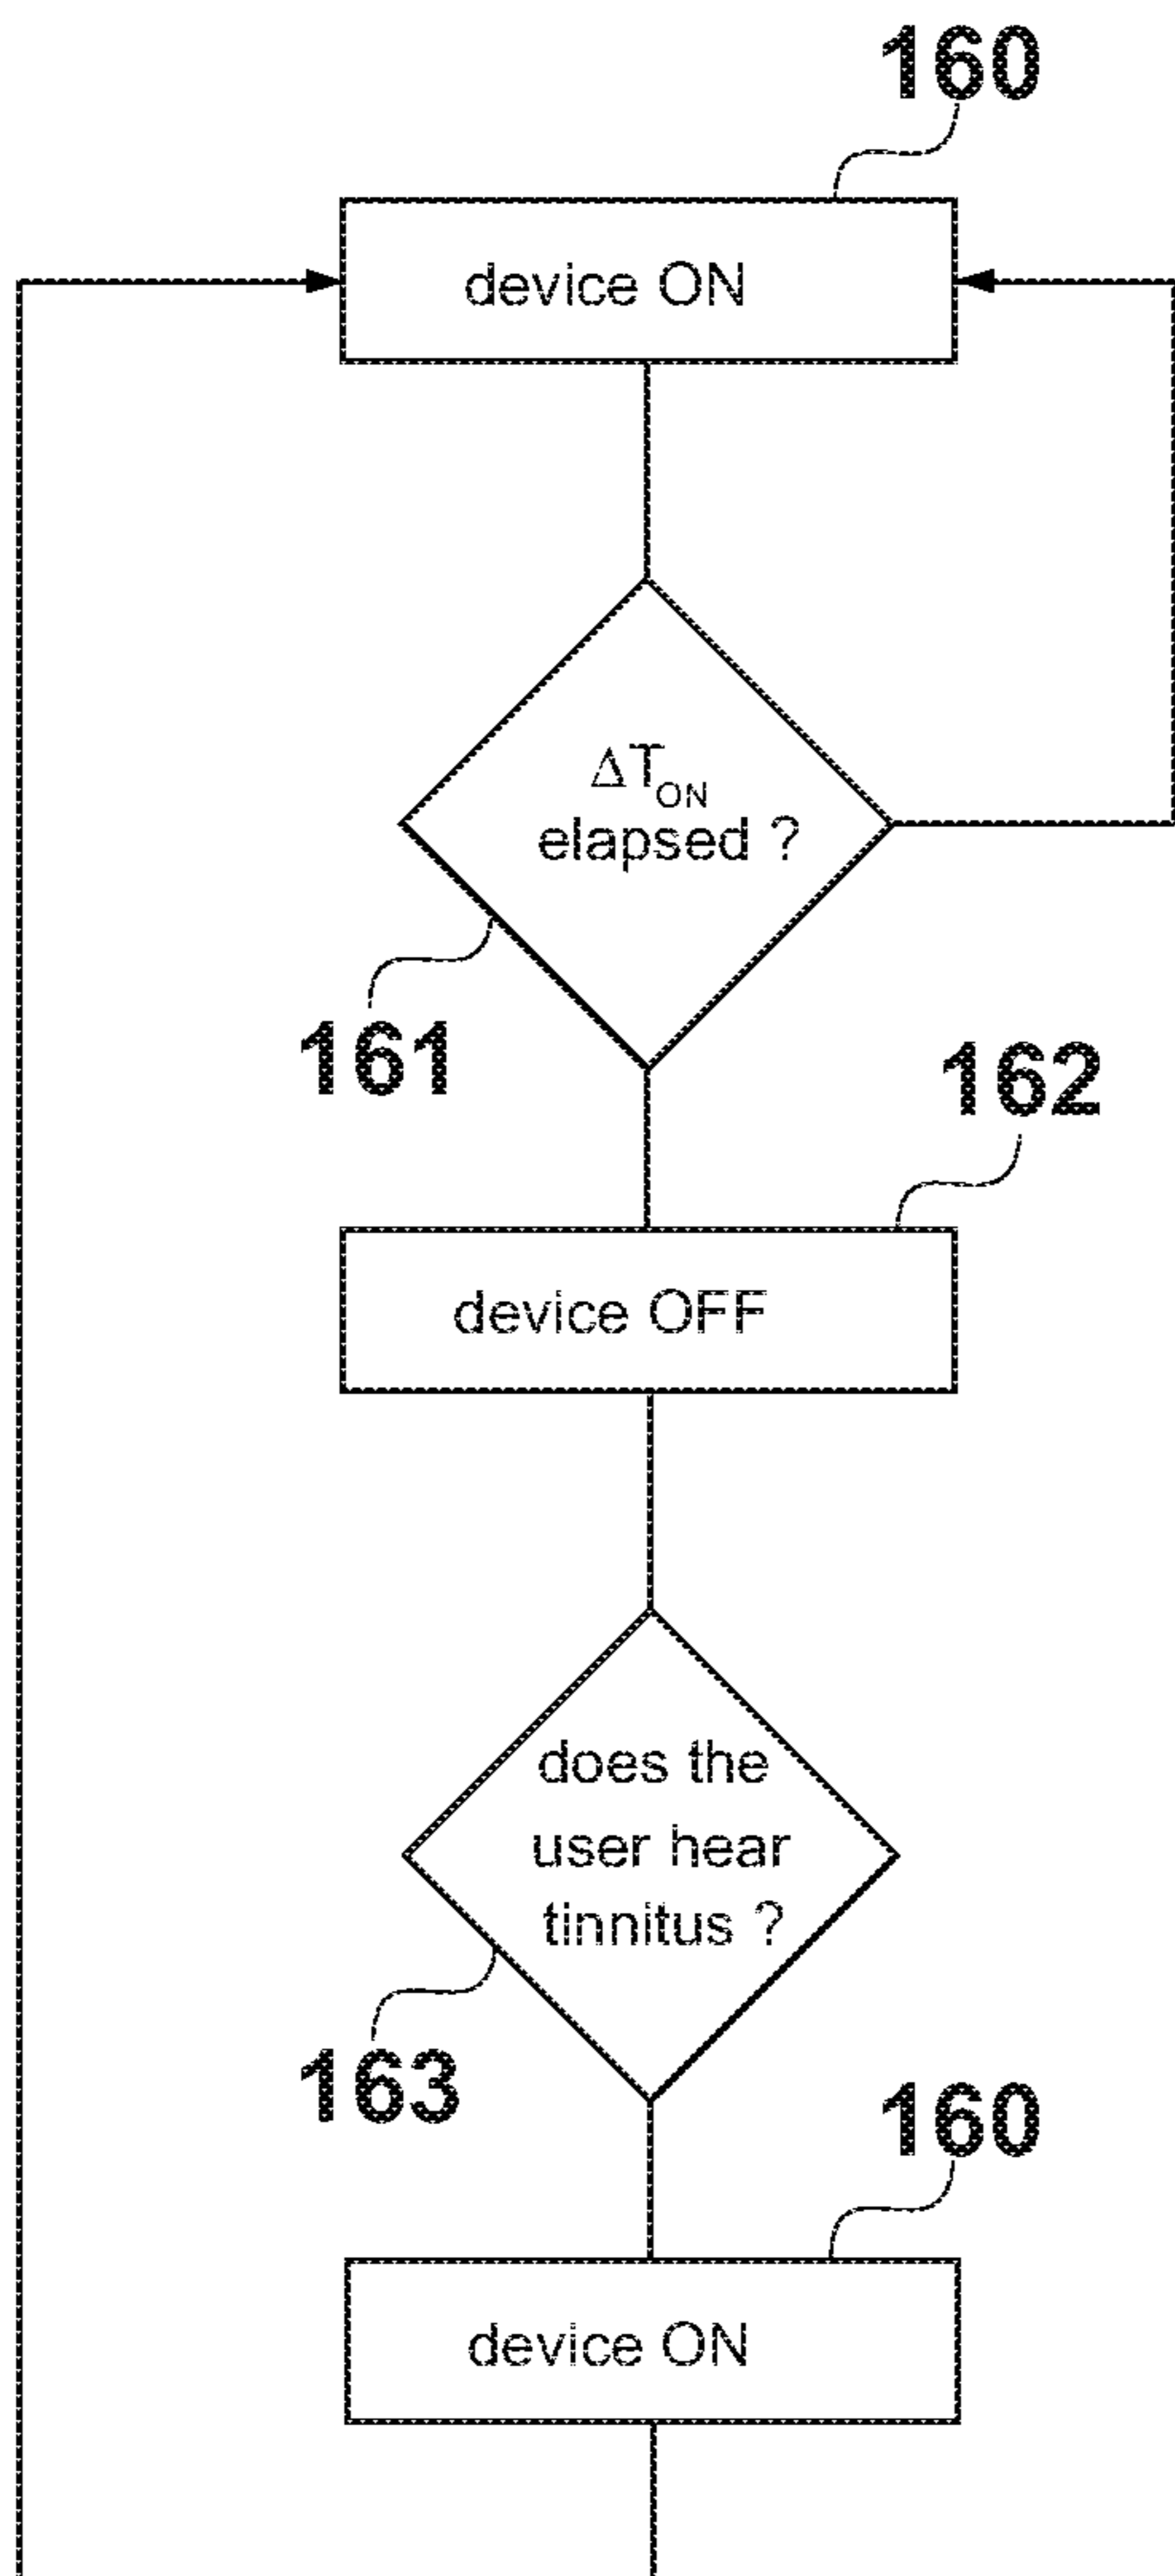 160
device ON
ΔT_ON
elapsed ?
161
162
device OFF
does the
user hear
tinnitus ?
163
160
device ON